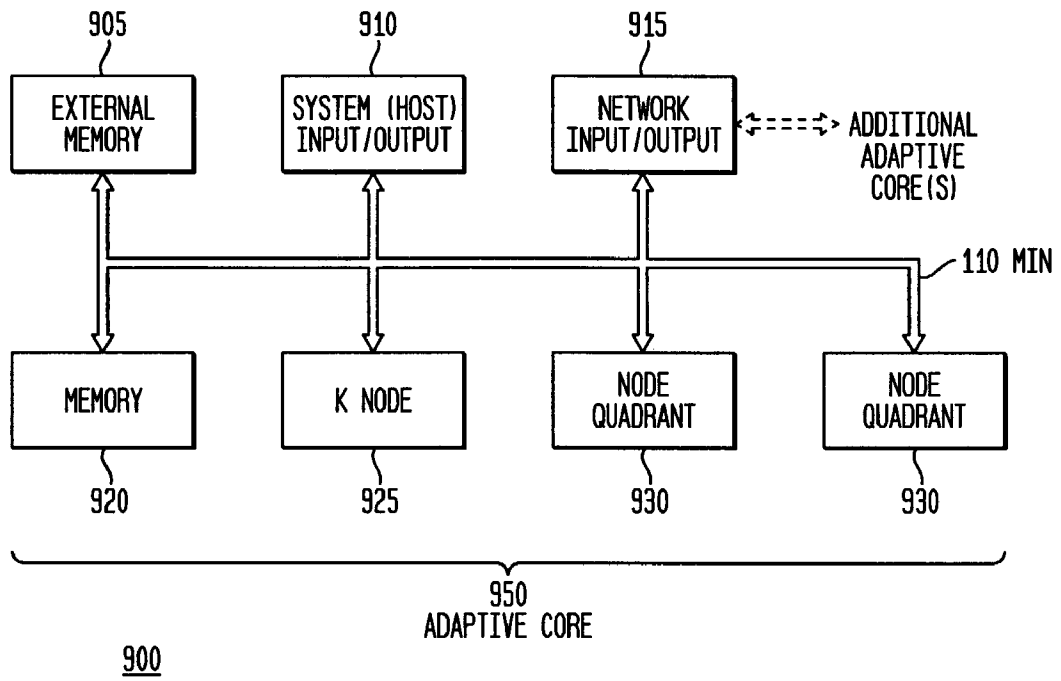 905
910
915
EXTERNAL
MEMORY
SYSTEM (HOST)
INPUT/OUTPUT
NETWORK
INPUT/OUTPUT
ADDITIONAL
ADAPTIVE
CORE(S)
110 MIN
MEMORY
K NODE
NODE
QUADRANT
NODE
QUADRANT
920
925
930
930
950
ADAPTIVE CORE
900